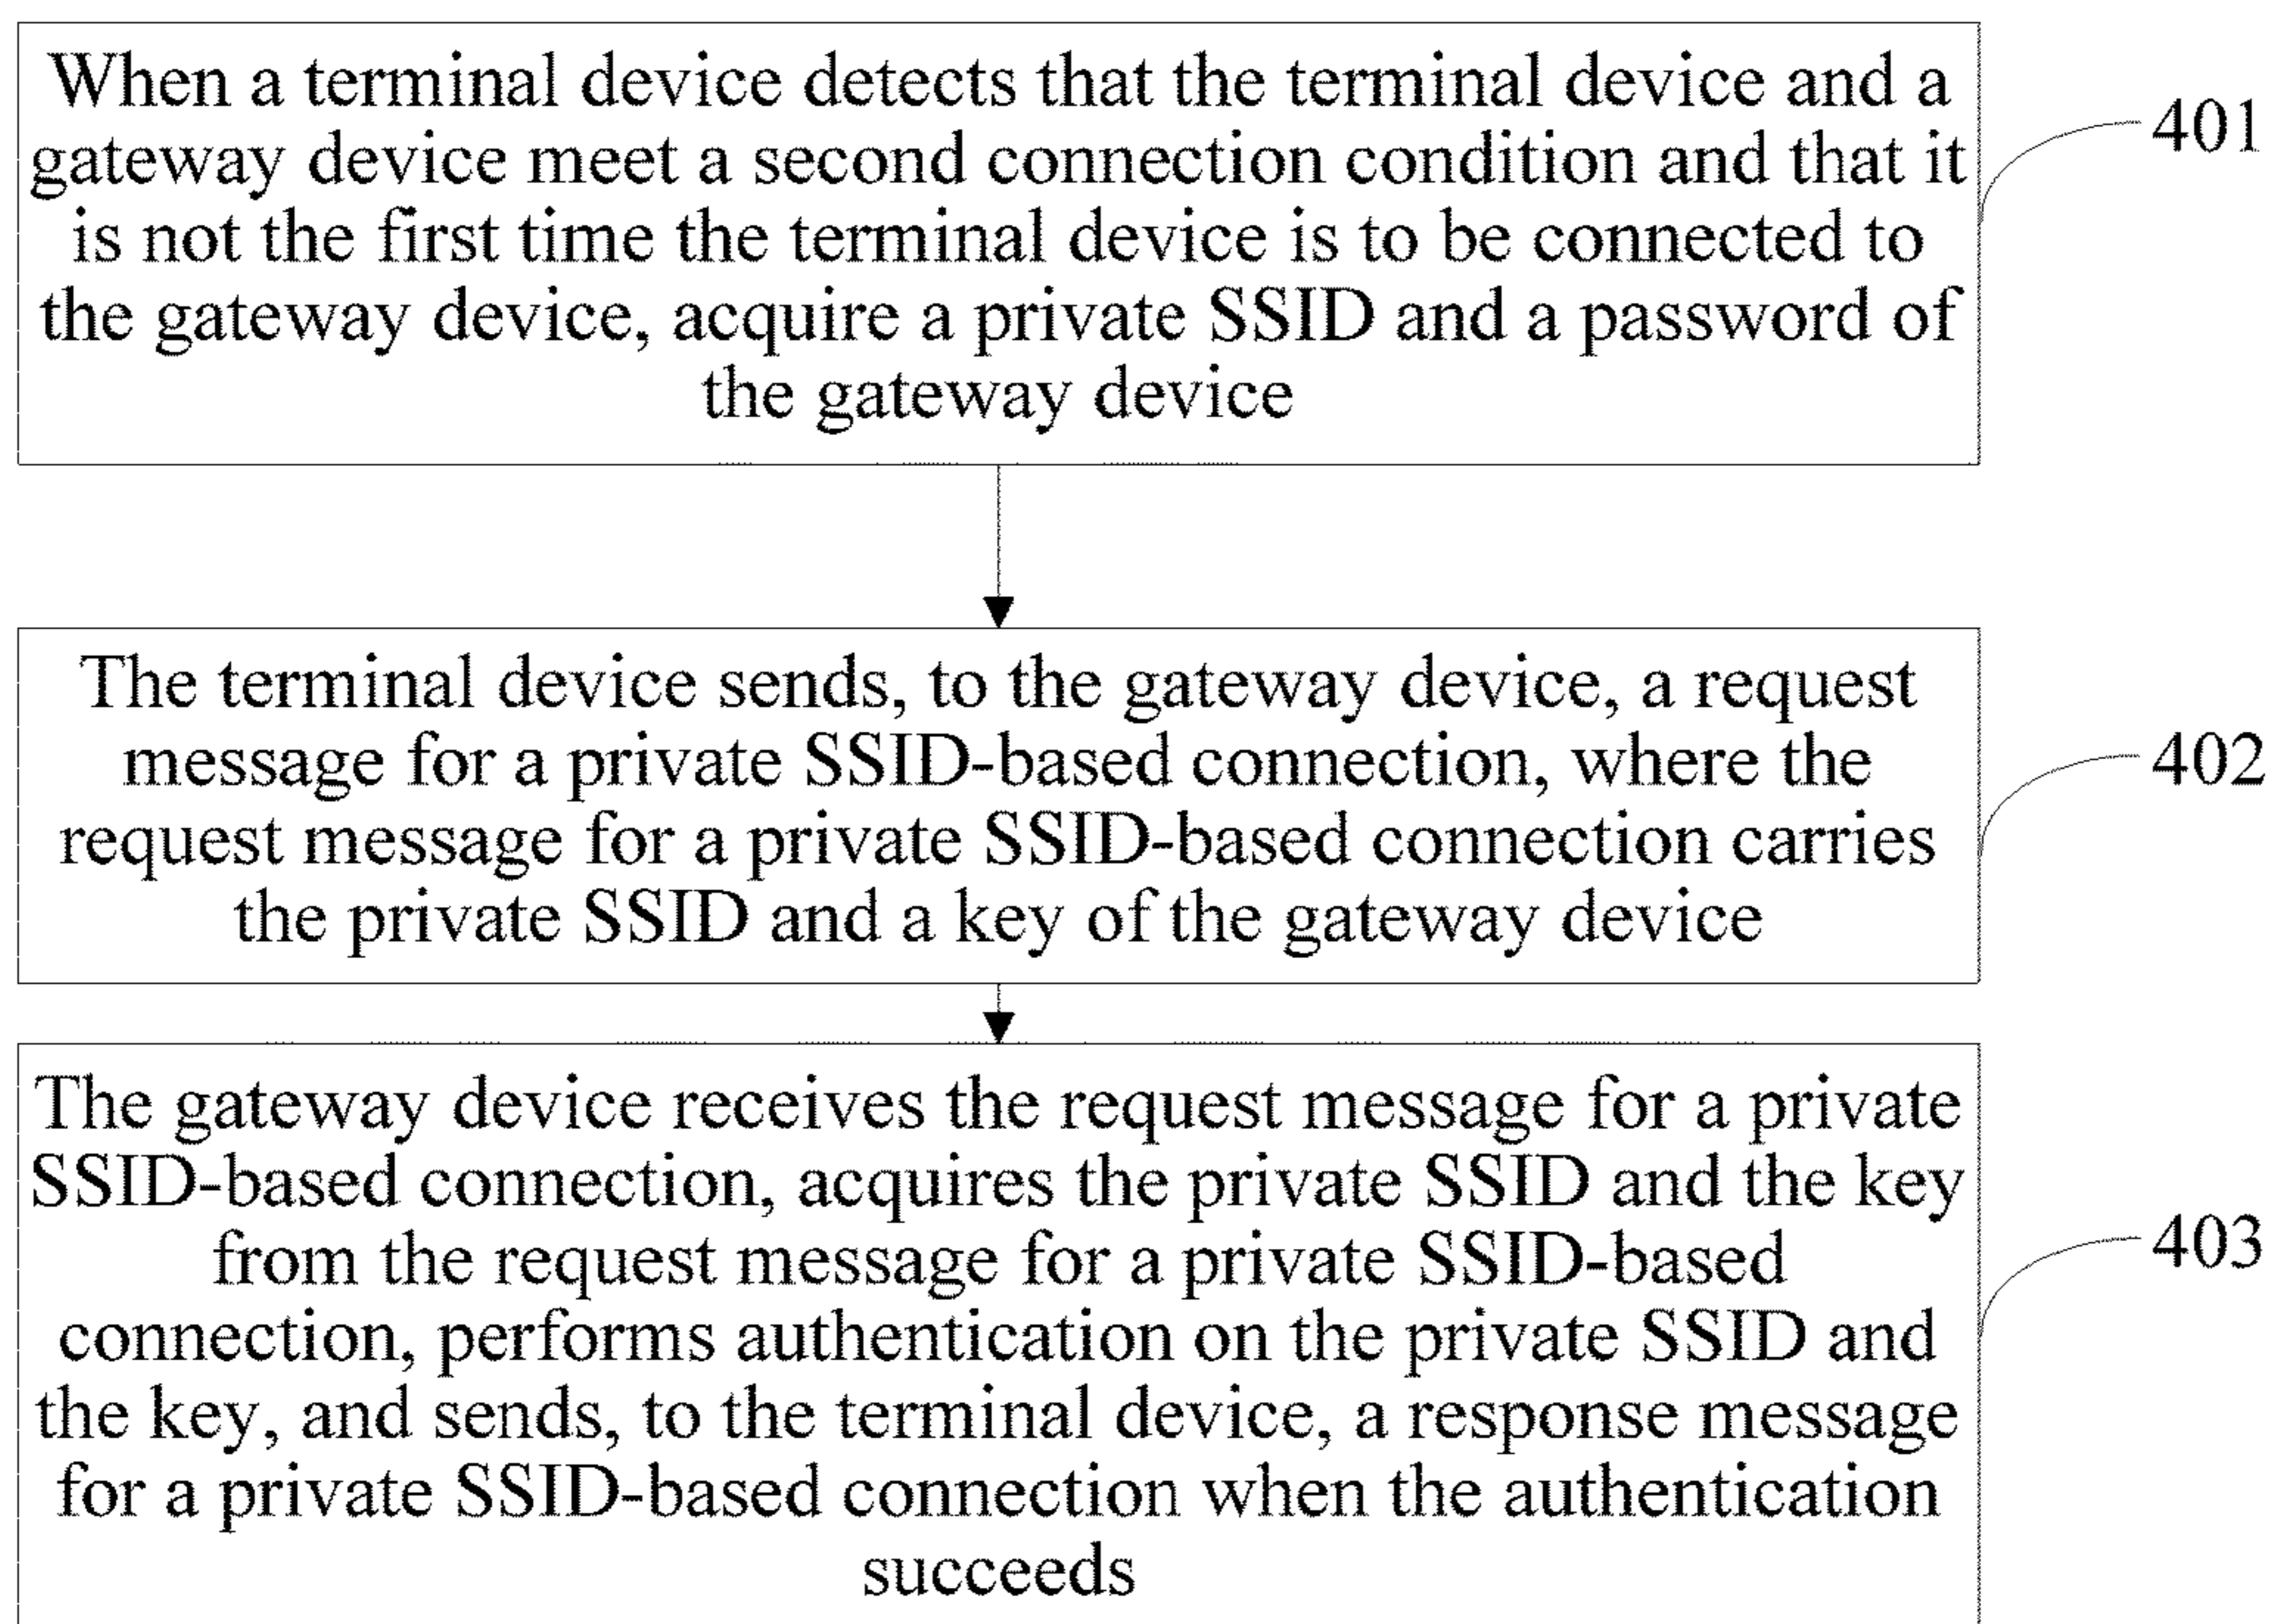 When a terminal device detects that the terminal device and a
gateway device meet a second connection condition and that it
is not the first time the terminal device is to be connected to
the gateway device, acquire a private SSID and a password of
the gateway device
401
The terminal device sends, to the gateway device, a request
message for a private SSID-based connection, where the
request message for a private SSID-based connection carries
the private SSID and a key of the gateway device
402
The gateway device receives the request message for a private
SSID-based connection, acquires the private SSID and the key
from the request message for a private SSID-based
connection, performs authentication on the private SSID and
the key, and sends, to the terminal device, a response message
for a private SSID-based connection when the authentication
succeeds
403